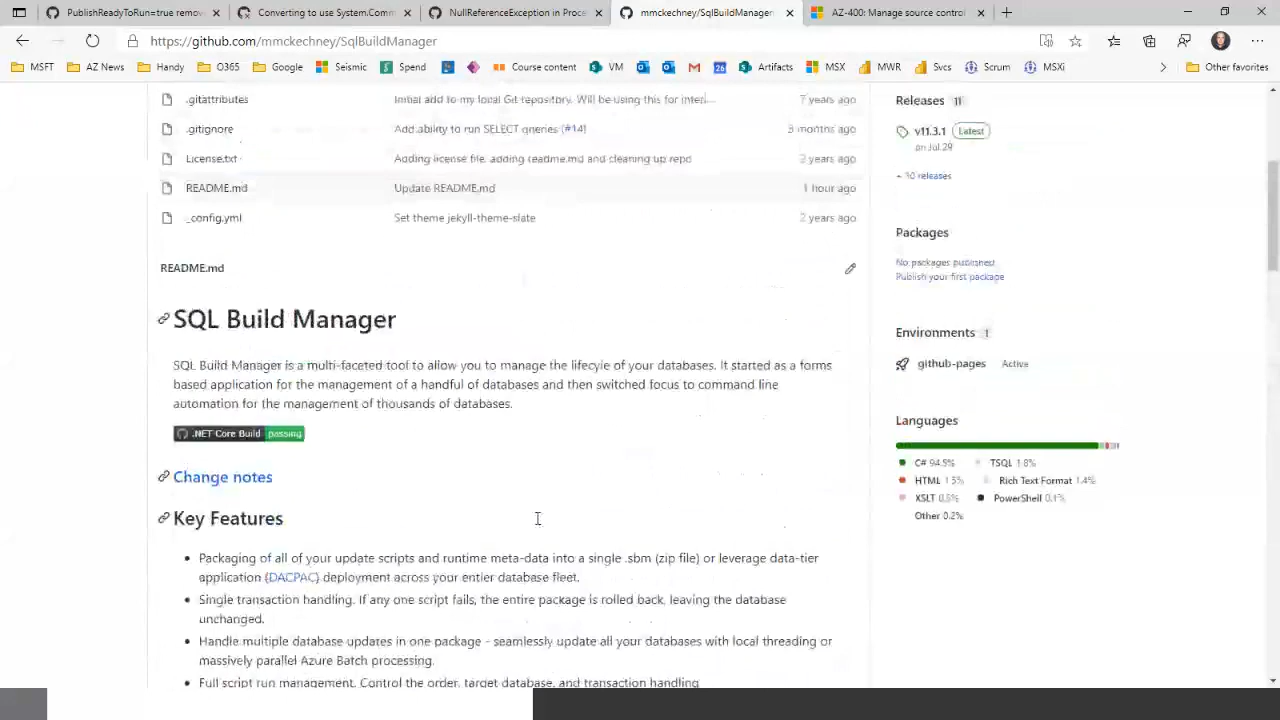 PublishReadyToRun=true remov
Converting to use System.Comm
NullReferenceException in Proce
mmckechney/SqlBuildManager
AZ-400: Manage source control
https://github.com/mmckechney/SqlBuildManager
MSFT
AZ News
Handy
O365
Google
Seismic
Spend
Course content
VM
26
Artifacts
MSX
MWR
Svcs
Scrum
MSXi
Other favorites
.gitattributes
Initial add to my local Git repository. Will be using this for inter...
7 years ago
.gitignore
Add ability to run SELECT queries (#14)
3 months ago
License.txt
Adding license file, adding readme.md and cleaning up repo
2 years ago
README.md
Update README.md
1 hour ago
_config.yml
Set theme jekyll-theme-slate
2 years ago
README.md
SQL Build Manager
SQL Build Manager is a multi-faceted tool to allow you to manage the lifecyle of your databases. It started as a forms
based application for the management of a handful of databases and then switched focus to command line
automation for the management of thousands of databases.
.NET Core Build passing
Change notes
Key Features
Packaging of all of your update scripts and runtime meta-data into a single .sbm (zip file) or leverage data-tier
application (DACPAC) deployment across your entier database fleet.
Single transaction handling. If any one script fails, the entire package is rolled back, leaving the database
unchanged.
Handle multiple database updates in one package - seamlessly update all your databases with local threading or
massively parallel Azure Batch processing.
Full script run management. Control the order, target database, and transaction handling
Releases 11
v11.3.1 Latest
on Jul 29
+ 10 releases
Packages
No packages published
Publish your first package
Environments 1
github-pages Active
Languages
C# 94.5%
TSQL 1.8%
HTML 1.5%
Rich Text Format 1.4%
XSLT 0.5%
PowerShell 0.1%
Other 0.2%